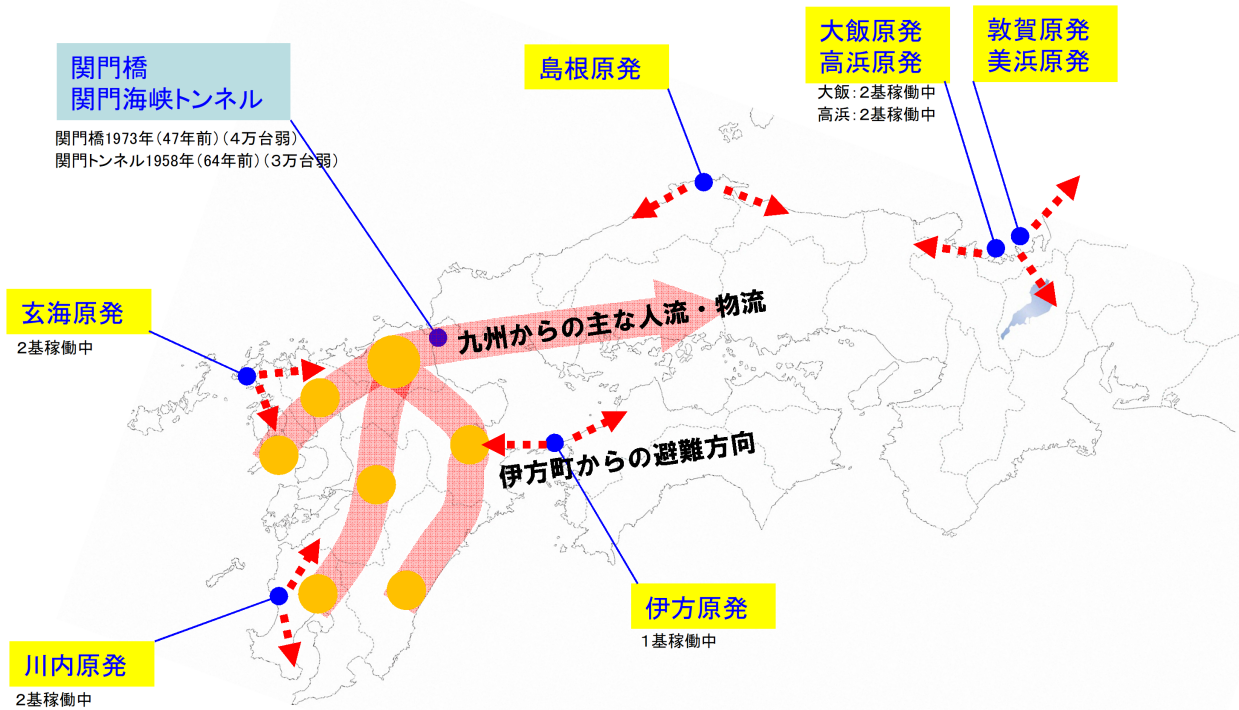 大飯原発
高浜原発
大飯：２基稼働中
高浜：２基稼働中
敦賀原発
美浜原発
島根原発
関門橋
関門海峡トンネル
関門橋1973年（47年前）（４万台弱）
関門トンネル1958年（64年前）（３万台弱）
玄海原発
２基稼働中
九州からの主な人流・物流
伊方町からの避難方向
伊方原発
１基稼働中
川内原発
２基稼働中